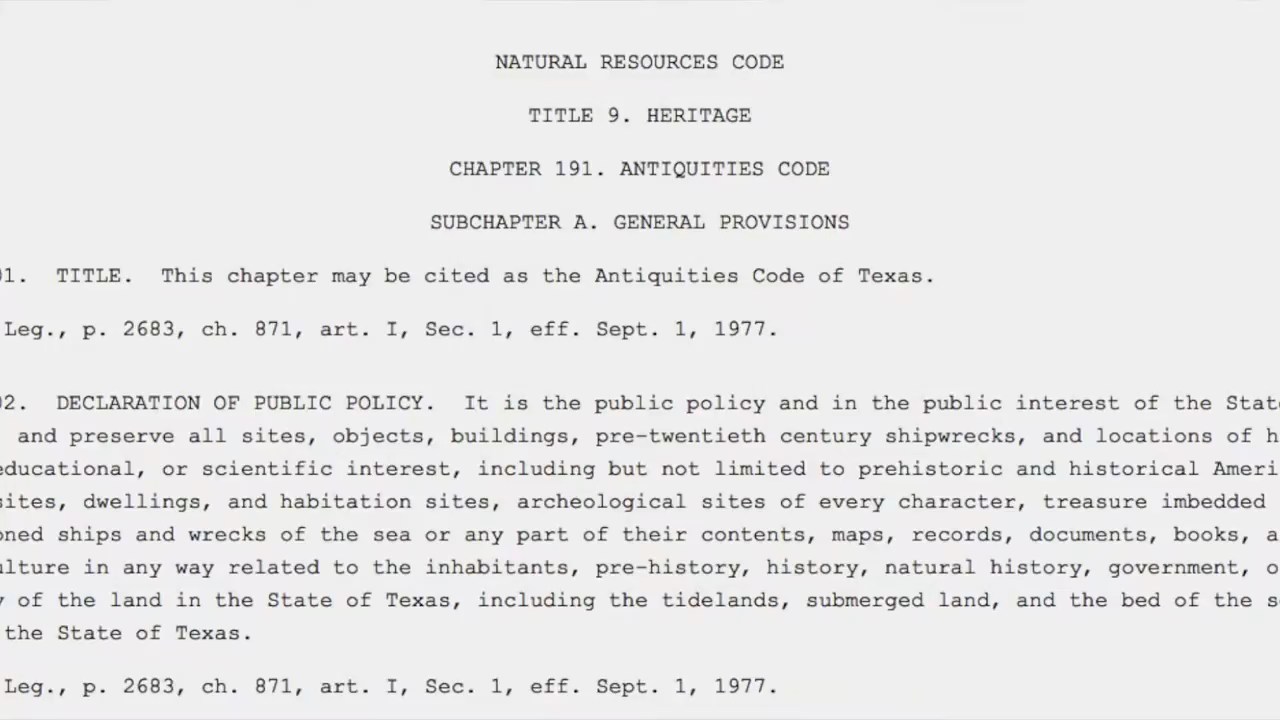 NATURAL RESOURCES CODE
TITLE 9. HERITAGE
CHAPTER 191. ANTIQUITIES CODE
SUBCHAPTER A. GENERAL PROVISIONS
01. TITLE. This chapter may be cited as the Antiquities Code of Texas.
Leg., p. 2683, ch. 871, art. I, Sec. 1, eff. Sept. 1, 1977.
02. DECLARATION OF PUBLIC POLICY. It is the public policy and in the public interest of the State
and preserve all sites, objects, buildings, pre-twentieth century shipwrecks, and locations of h
educational, or scientific interest, including but not limited to prehistoric and historical Ameri
sites, dwellings, and habitation sites, archeological sites of every character, treasure imbedded
oned ships and wrecks of the sea or any part of their contents, maps, records, documents, books, a
ulture in any way related to the inhabitants, pre-history, history, natural history, government, o
y of the land in the State of Texas, including the tidelands, submerged land, and the bed of the s
the State of Texas.
Leg., p. 2683, ch. 871, art. I, Sec. 1, eff. Sept. 1, 1977.